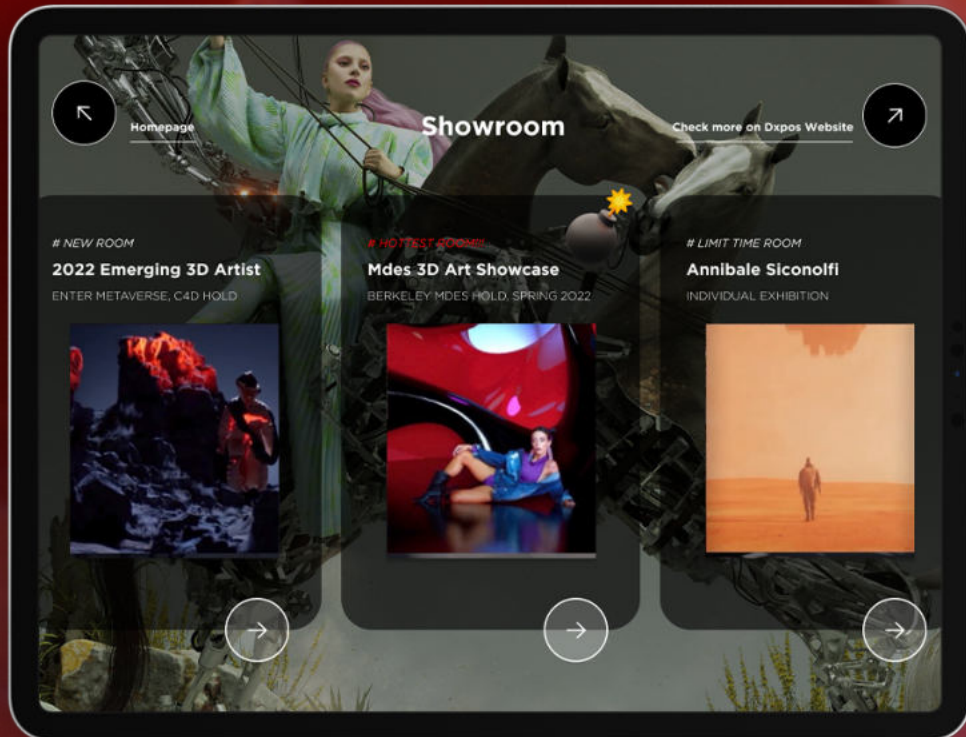 Homepage
Showroom
Check more on Dxpos Website
# NEW ROOM
2022 Emerging 3D Artist
ENTER METAVERSE, C4D HOLD
# HOTTEST ROOM!!!
Mdes 3D Art Showcase
BERKELEY MDES HOLD, SPRING 2022
# LIMIT TIME ROOM
Annibale Siconolfi
INDIVIDUAL EXHIBITION